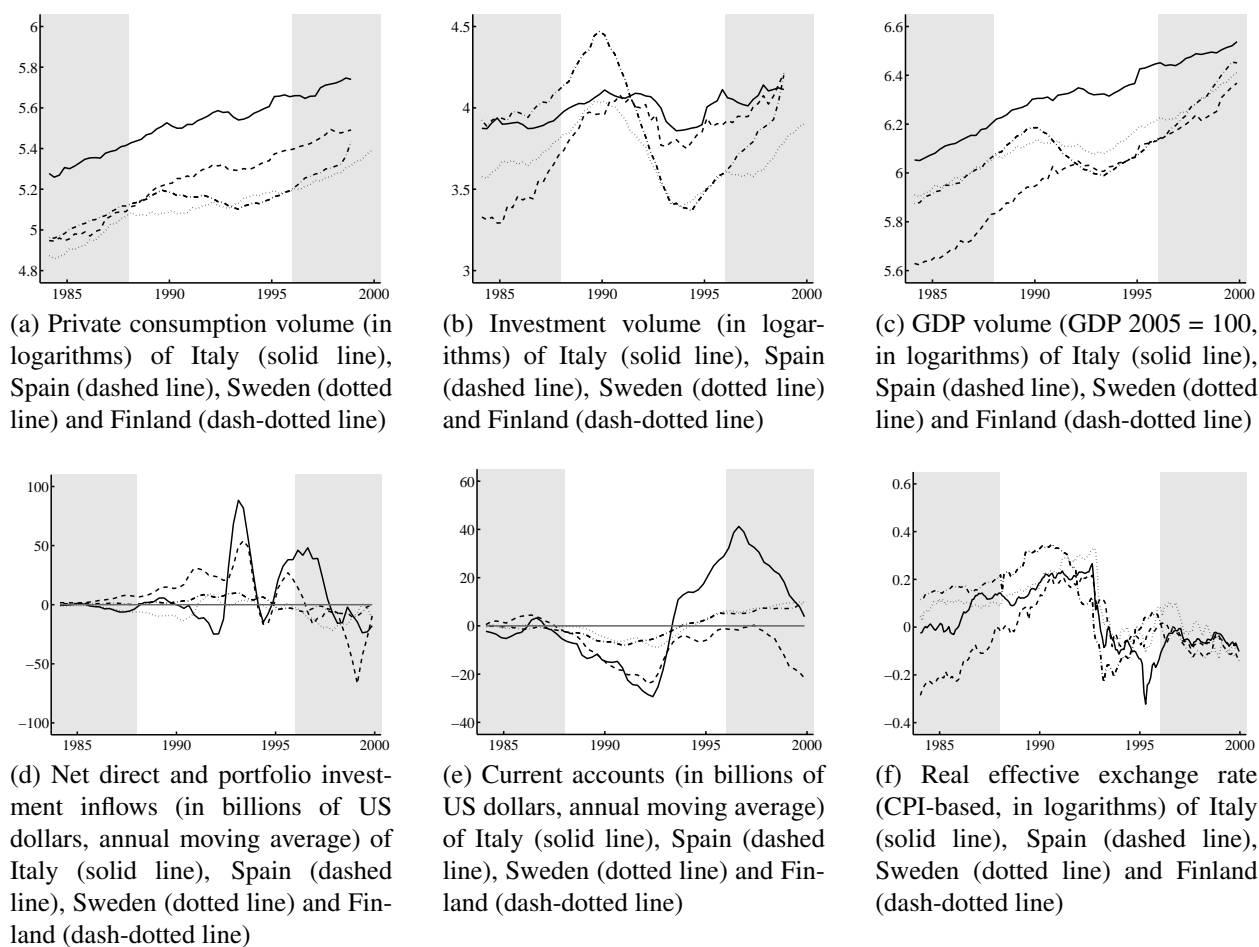 6
5.8
5.6
5.4
5.2
5
4.8
1985 1990 1995 2000
(a) Private consumption volume (in
logarithms) of Italy (solid line),
Spain (dashed line), Sweden (dotted
line) and Finland (dash-dotted line)
4.5
4
3.5
3
1985 1990 1995 2000
(b) Investment volume (in logar-
ithms) of Italy (solid line), Spain
(dashed line), Sweden (dotted line)
and Finland (dash-dotted line)
6.6
6.4
6.2
6
5.8
5.6
1985 1990 1995 2000
(c) GDP volume (GDP 2005 = 100,
in logarithms) of Italy (solid line),
Spain (dashed line), Sweden (dotted
line) and Finland (dash-dotted line)
100
50
0
−50
−100
1985 1990 1995 2000
(d) Net direct and portfolio invest-
ment inflows (in billions of US
dollars, annual moving average) of
Italy (solid line), Spain (dashed
line), Sweden (dotted line) and Fin-
land (dash-dotted line)
60
40
20
0
−20
−40
1985 1990 1995 2000
(e) Current accounts (in billions of
US dollars, annual moving average)
of Italy (solid line), Spain (dashed
line), Sweden (dotted line) and Fin-
land (dash-dotted line)
0.6
0.4
0.2
0
−0.2
−0.4
1985 1990 1995 2000
(f) Real effective exchange rate
(CPI-based, in logarithms) of Italy
(solid line), Spain (dashed line),
Sweden (dotted line) and Finland
(dash-dotted line)